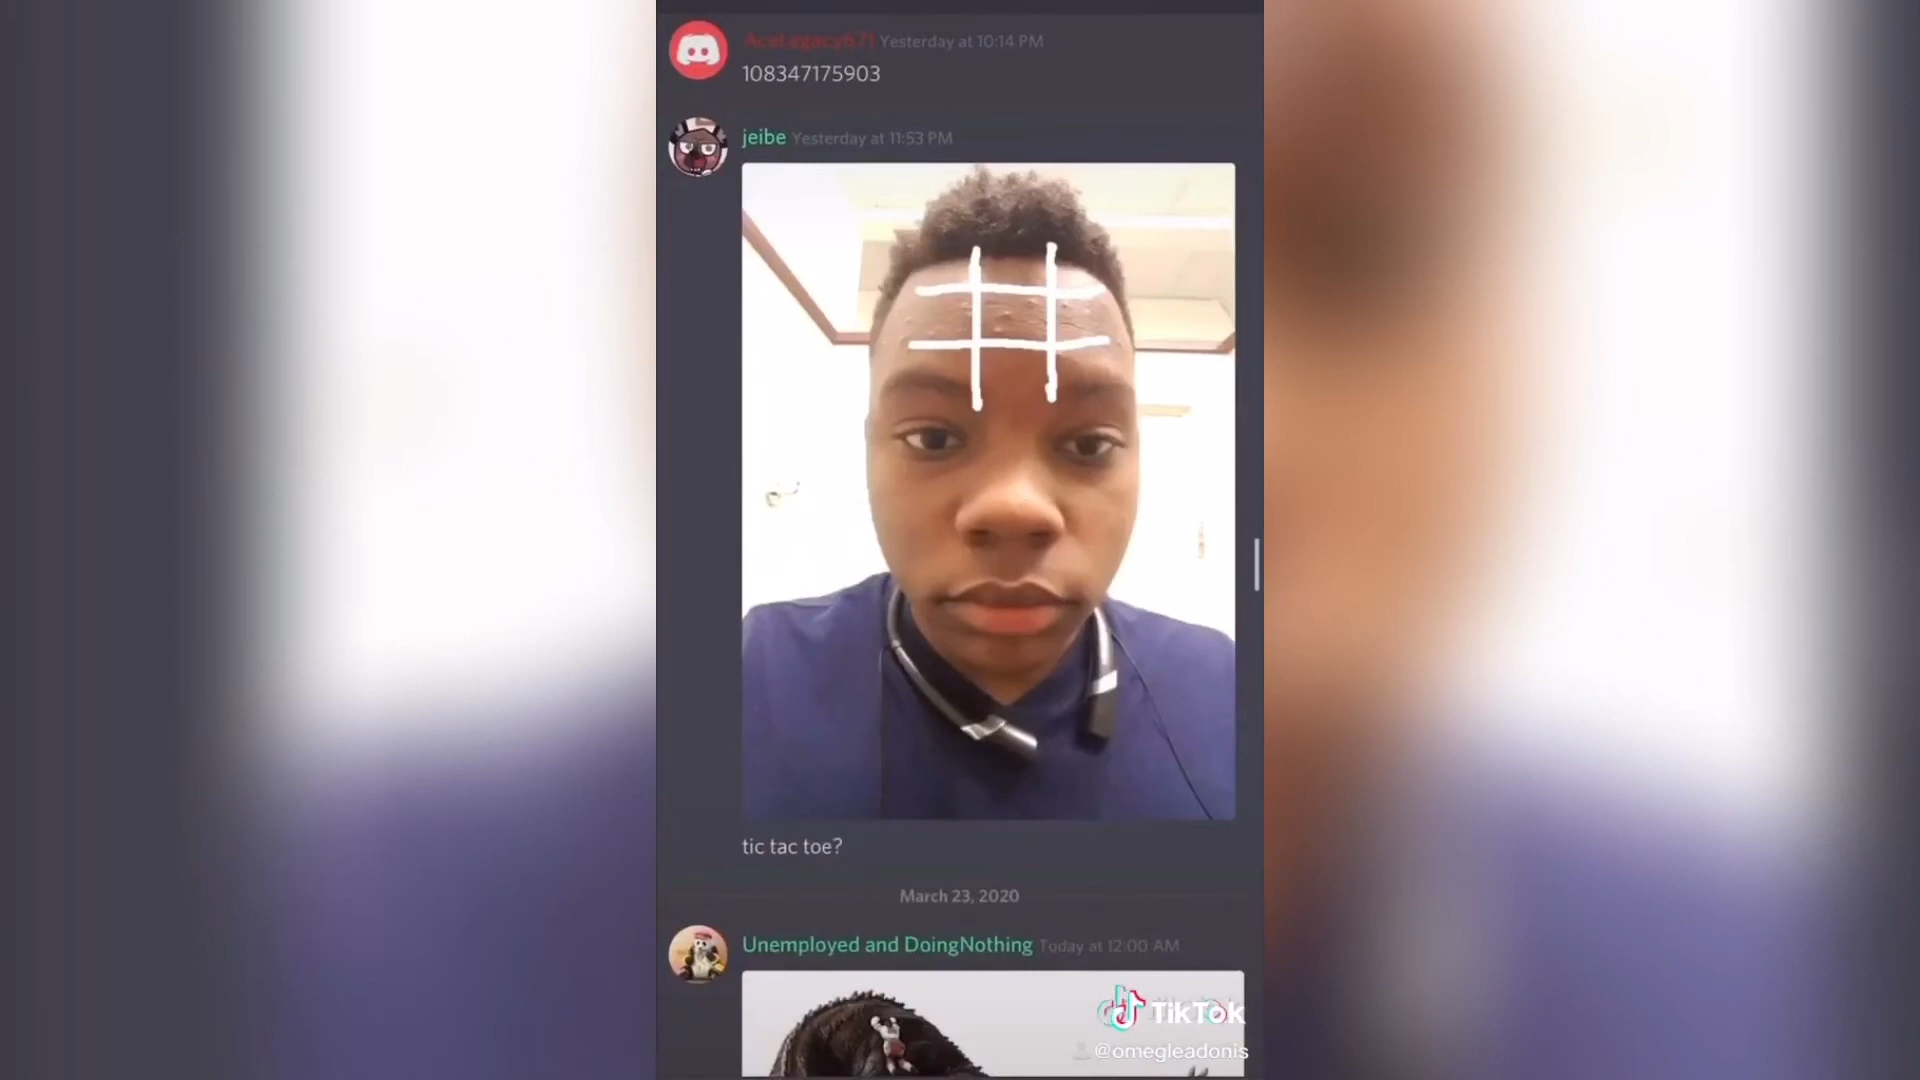 AceLegacy671 Yesterday at 10:14 PM
108347175903
jeibe Yesterday at 11:53 PM
tic tac toe?
March 23, 2020
Unemployed and DoingNothing Today at 12:00 AM
TikTok
@omegleadonis